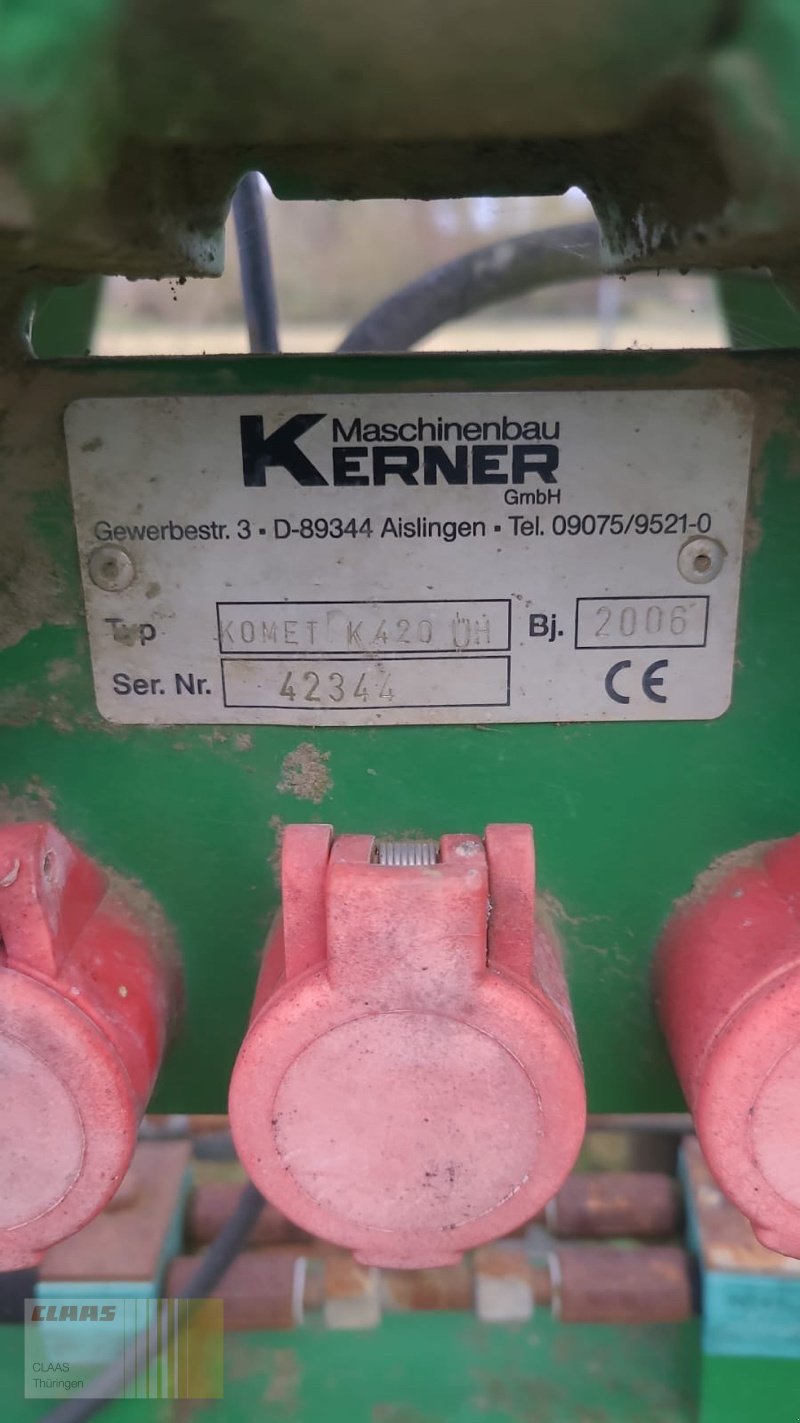 Maschinenbau
KERNER
GmbH
Gewerbestr. 3 ▪ D-89344 Aislingen ▪ Tel. 09075/9521-0
Typ KOMET K420 ÜH Bj. 2006
Ser. Nr. 42344 CE
CLAAS
CLAAS
Thüringen